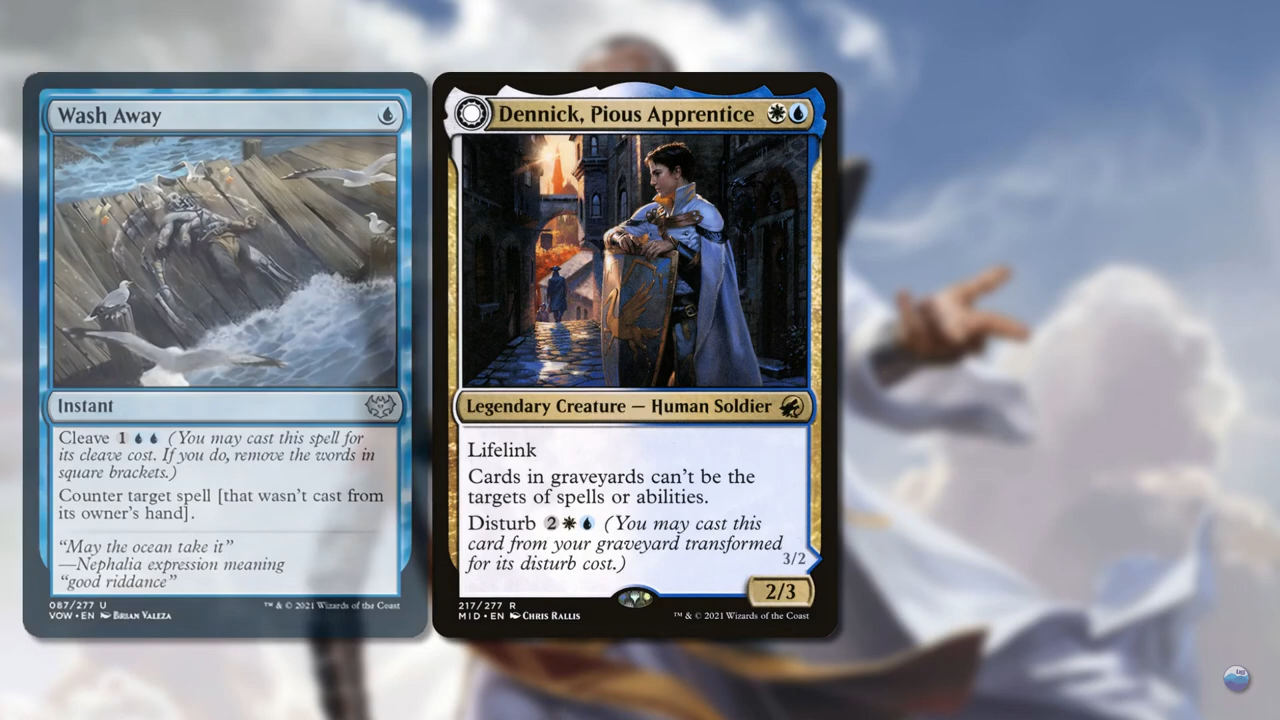 Wash Away
Instant
Cleave 1 (You may cast this spell for
its cleave cost. If you do, remove the words in
square brackets.)
Counter target spell [that wasn't cast from
its owner's hand].
“May the ocean take it”
—Nephalia expression meaning
“good riddance”
087/277 U
VOW • EN BRIAN VALEZA
™ & © 2021 Wizards of the Coast
Dennick, Pious Apprentice
Legendary Creature — Human Soldier
Lifelink
Cards in graveyards can't be the
targets of spells or abilities.
Disturb 2 (You may cast this
card from your graveyard transformed
for its disturb cost.)
3/2
2/3
217/277 R
MID • EN CHRIS RALLIS
™ & © 2021 Wizards of the Coast